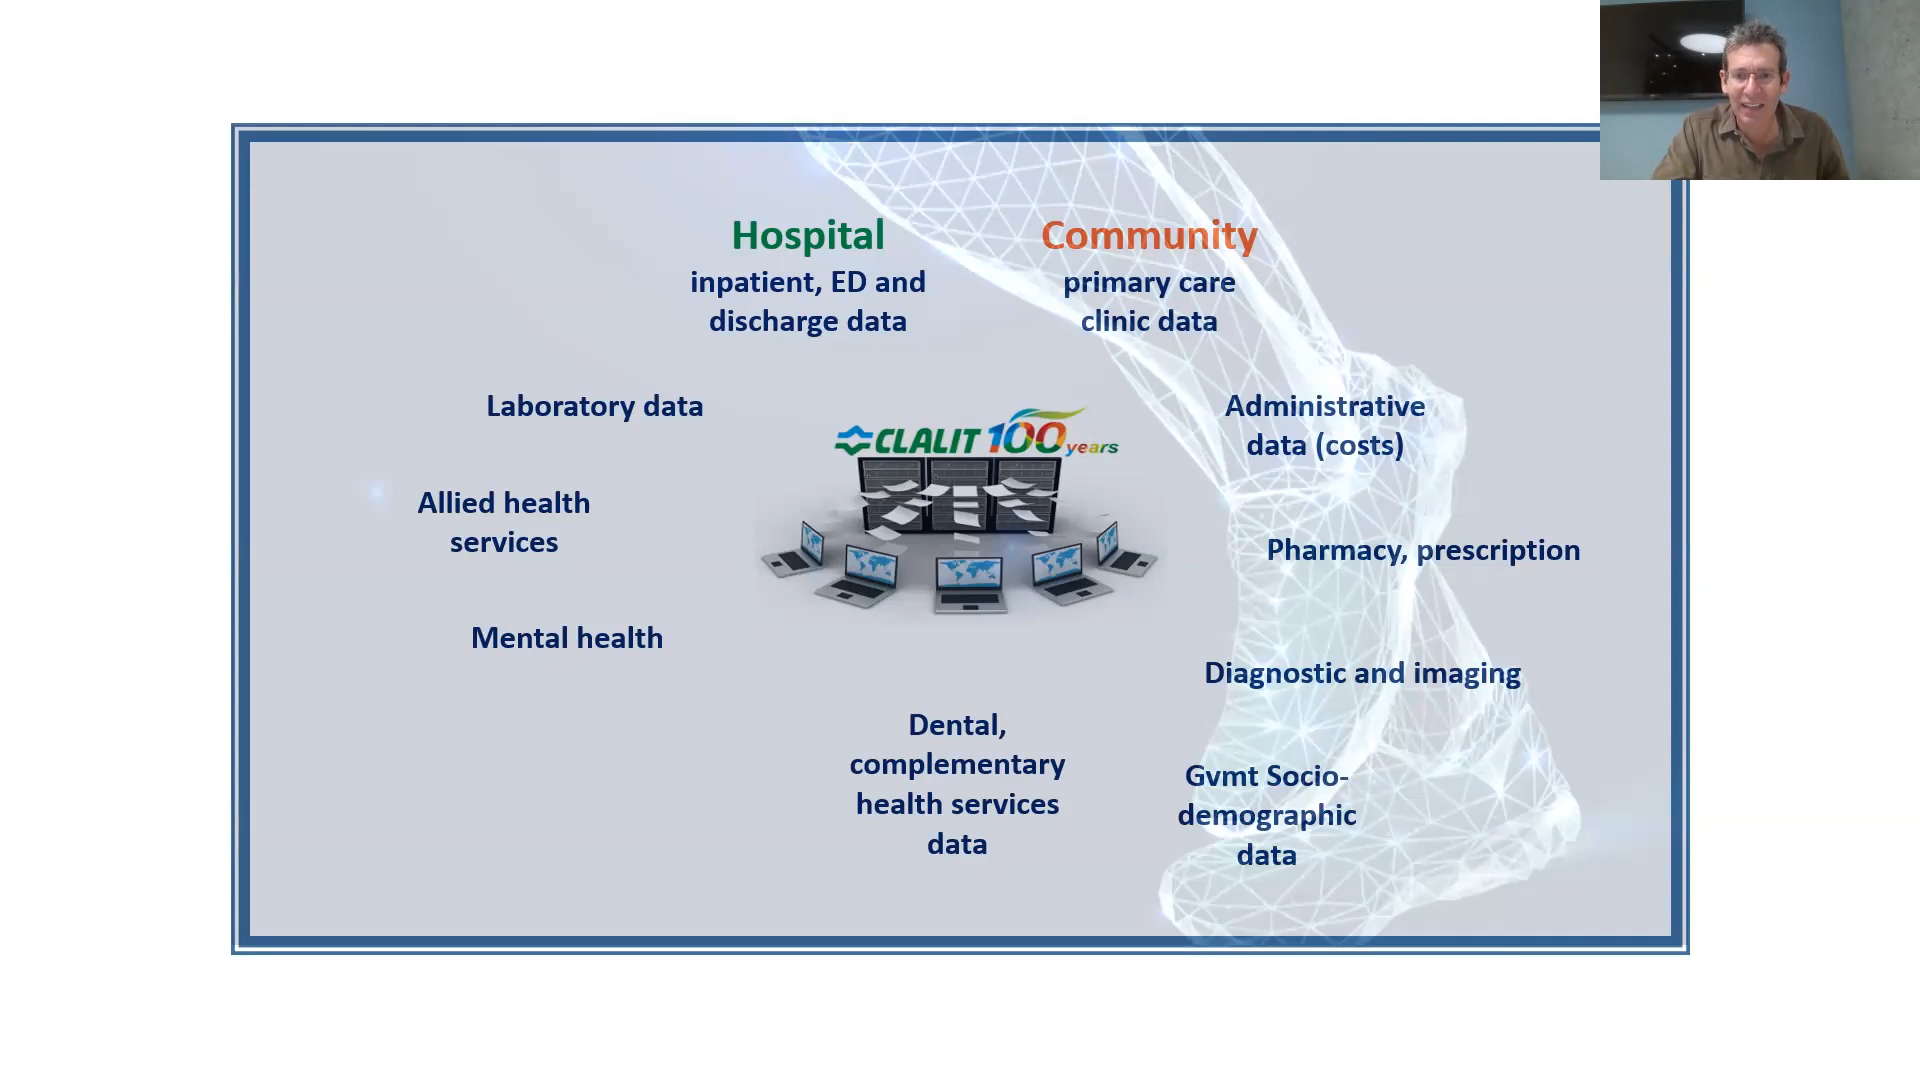 Hospital
inpatient, ED and
discharge data
Community
primary care
clinic data
Laboratory data
CLALIT 100 years
Administrative
data (costs)
Allied health
services
Pharmacy, prescription
Mental health
Diagnostic and imaging
Dental,
complementary
health services
data
Gvmt Socio-
demographic
data